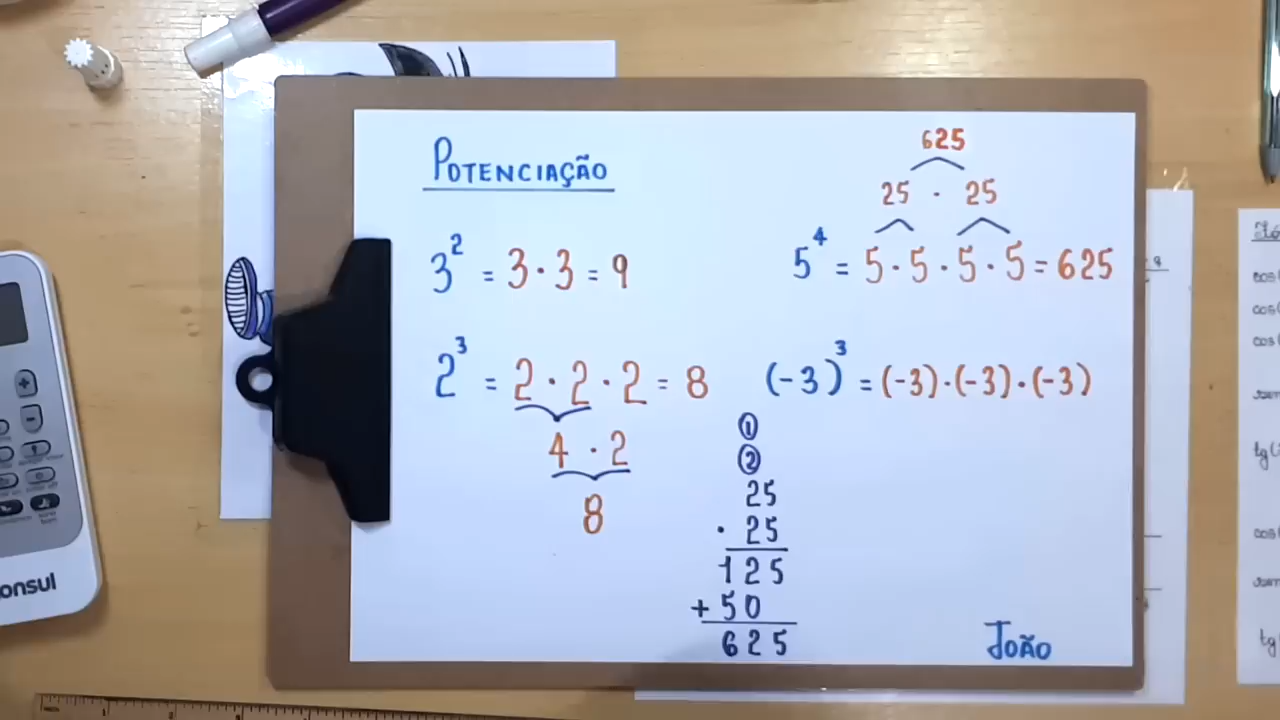 POTENCIAÇÃO
3² = 3 · 3 = 9
2³ = 2 · 2 · 2 = 8
4 · 2
8
625
25 · 25
5⁴ = 5 · 5 · 5 · 5 = 625
(-3)³ = (-3) · (-3) · (-3)
①
②
25
· 25
125
+ 50
625
JOÃO
onsul